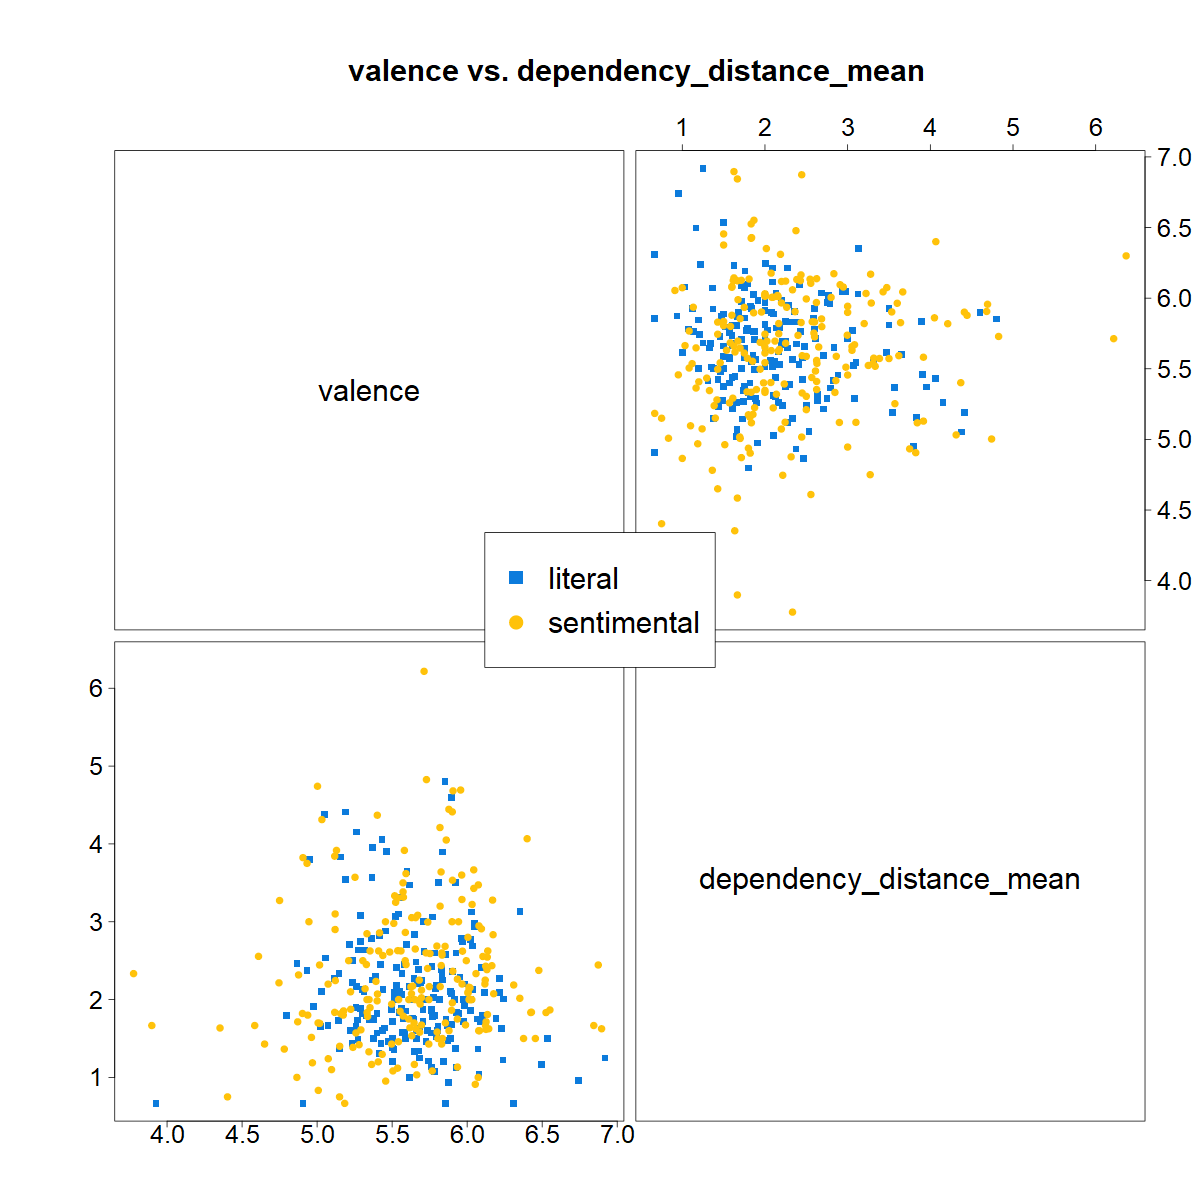 valence vs. dependency_distance_mean
1 2 3 4 5 6
7.0
6.5
6.0
valence
5.5
5.0
4.5
4.0
literal
sentimental
6
5
4
dependency_distance_mean
3
2
1
4.0 4.5 5.0 5.5 6.0 6.5 7.0